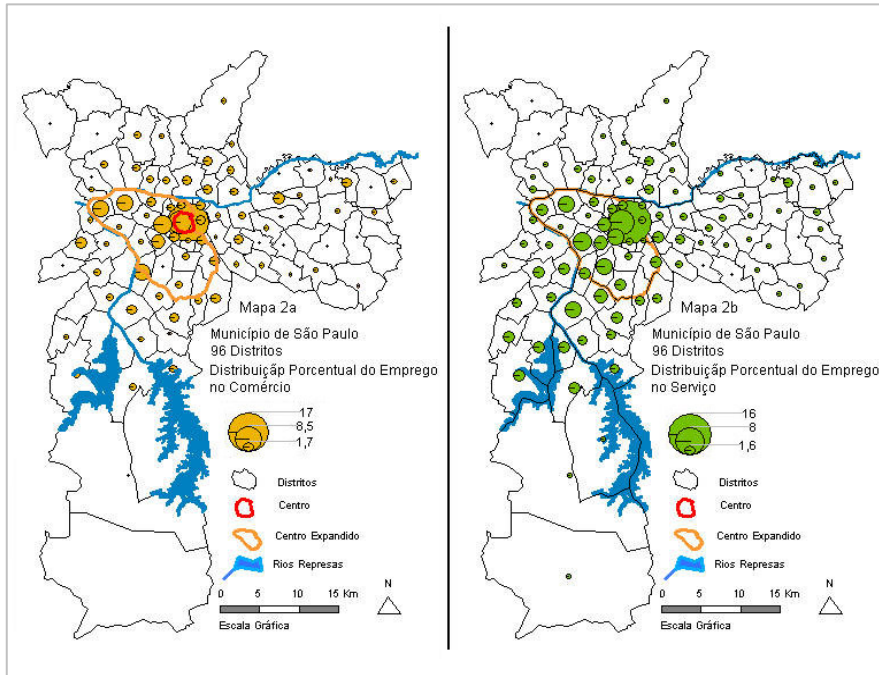 Mapa 2a
Município de São Paulo
96 Distritos
Distribuiçãp Porcentual do Emprego
no Comércio
17
8,5
1,7
Distritos
Centro
Centro Expandido
Rios Represas
0 5 10 15 Km
Escala Gráfica
N
Mapa 2b
Município de São Paulo
96 Distritos
Distribuiçãp Porcentual do Emprego
no Serviço
16
8
1,6
Distritos
Centro
Centro Expandido
Rios Represas
0 5 10 15 Km
Escala Gráfica
N